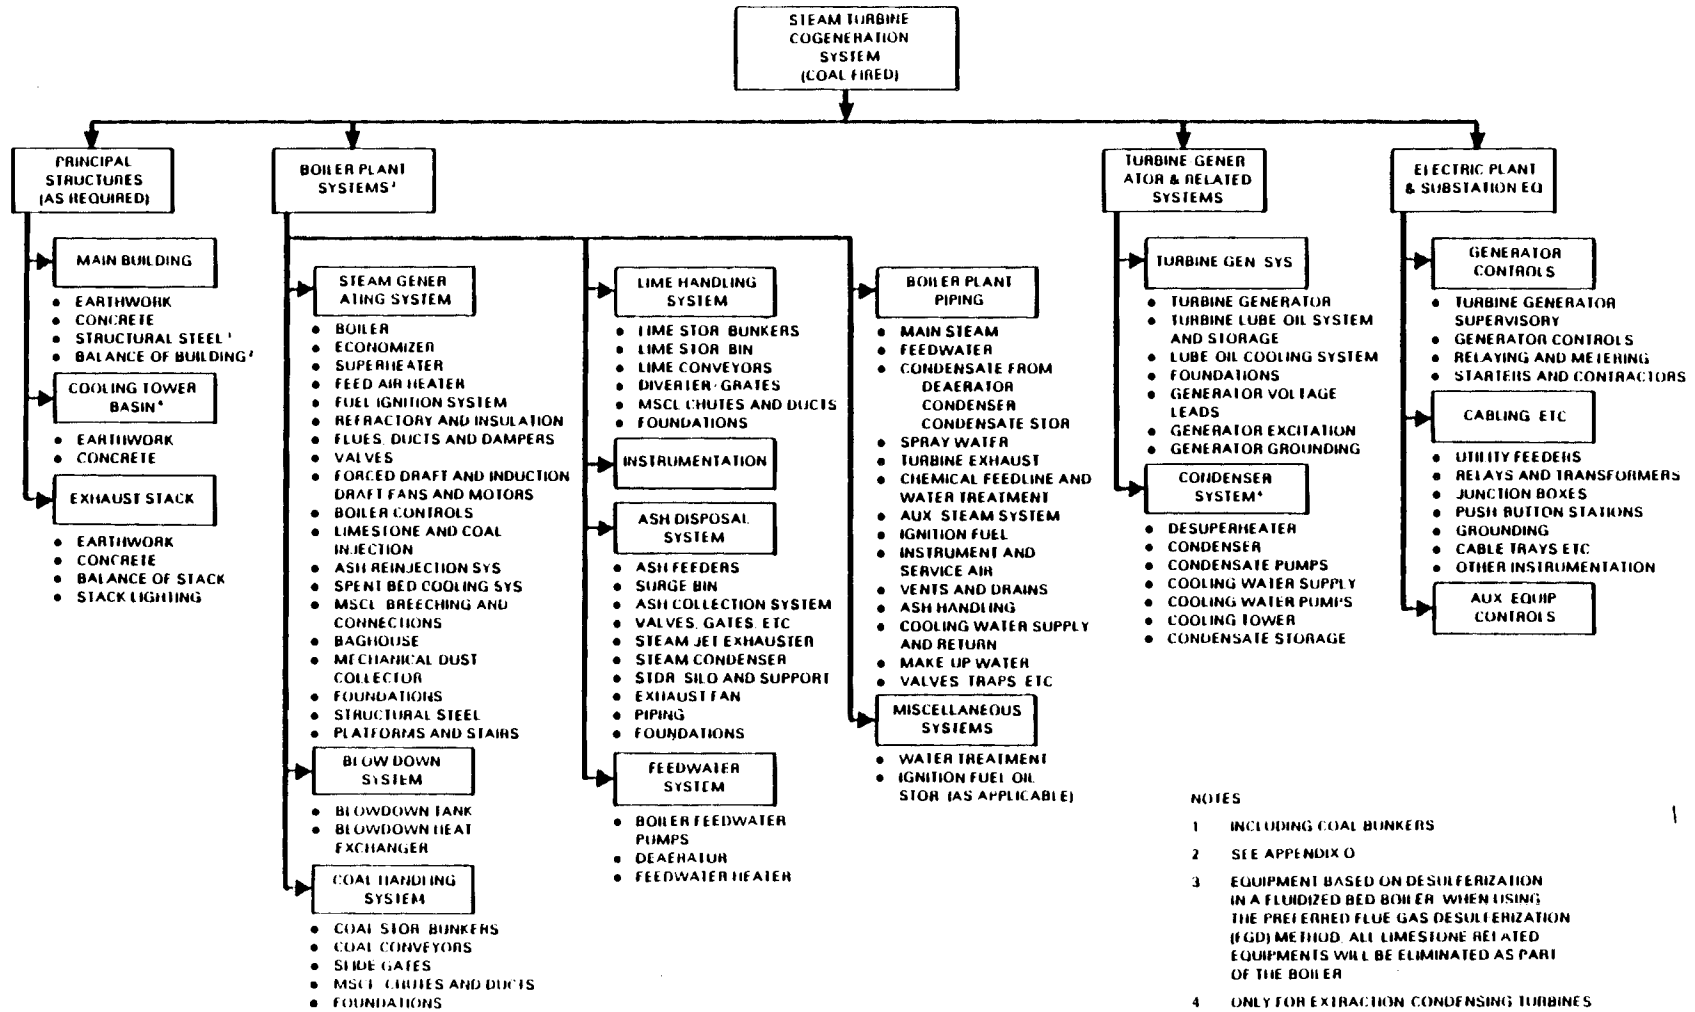 STEAM TURBINE
COGENERATION
SYSTEM
(COAL FIRED)
PRINCIPAL
STRUCTURES
(AS REQUIRED)
MAIN BUILDING
• EARTHWORK
• CONCRETE
• STRUCTURAL STEEL¹
• BALANCE OF BUILDING²
COOLING TOWER
BASIN⁴
• EARTHWORK
• CONCRETE
EXHAUST STACK
• EARTHWORK
• CONCRETE
• BALANCE OF STACK
• STACK LIGHTING
BOILER PLANT
SYSTEMS³
STEAM GENER
ATING SYSTEM
• BOILER
• ECONOMIZER
• SUPERHEATER
• FEED AIR HEATER
• FUEL IGNITION SYSTEM
• REFRACTORY AND INSULATION
• FLUES, DUCTS AND DAMPERS
• VALVES
• FORCED DRAFT AND INDUCTION
DRAFT FANS AND MOTORS
• BOILER CONTROLS
• LIMESTONE AND COAL
INJECTION
• ASH REINJECTION SYS
• SPENT BED COOLING SYS
• MSCL BREECHING AND
CONNECTIONS
• BAGHOUSE
• MECHANICAL DUST
COLLECTOR
• FOUNDATIONS
• STRUCTURAL STEEL
• PLATFORMS AND STAIRS
BLOW DOWN
SYSTEM
• BLOWDOWN TANK
• BLOWDOWN HEAT
EXCHANGER
COAL HANDLING
SYSTEM
• COAL STOR BUNKERS
• COAL CONVEYORS
• SLIDE GATES
• MSCL CHUTES AND DUCTS
• FOUNDATIONS
LIME HANDLING
SYSTEM
• LIME STOR BUNKERS
• LIME STOR BIN
• LIME CONVEYORS
• DIVERTER GRATES
• MSCL CHUTES AND DUCTS
• FOUNDATIONS
INSTRUMENTATION
ASH DISPOSAL
SYSTEM
• ASH FEEDERS
• SURGE BIN
• ASH COLLECTION SYSTEM
• VALVES, GATES, ETC
• STEAM JET EXHAUSTER
• STEAM CONDENSER
• STOR SILO AND SUPPORT
• EXHAUST FAN
• PIPING
• FOUNDATIONS
FEEDWATER
SYSTEM
• BOILER FEEDWATER
PUMPS
• DEAERATOR
• FEEDWATER HEATER
BOILER PLANT
PIPING
• MAIN STEAM
• FEEDWATER
• CONDENSATE FROM
DEAERATOR
CONDENSER
CONDENSATE STOR
• SPRAY WATER
• TURBINE EXHAUST
• CHEMICAL FEEDLINE AND
WATER TREATMENT
• AUX STEAM SYSTEM
• IGNITION FUEL
• INSTRUMENT AND
SERVICE AIR
• VENTS AND DRAINS
• ASH HANDLING
• COOLING WATER SUPPLY
AND RETURN
• MAKE UP WATER
• VALVES TRAPS ETC
MISCELLANEOUS
SYSTEMS
• WATER TREATMENT
• IGNITION FUEL OIL
STOR (AS APPLICABLE)
TURBINE GENER
ATOR & RELATED
SYSTEMS
TURBINE GEN SYS
• TURBINE GENERATOR
• TURBINE LUBE OIL SYSTEM
AND STORAGE
• LUBE OIL COOLING SYSTEM
• FOUNDATIONS
• GENERATOR VOLTAGE
LEADS
• GENERATOR EXCITATION
• GENERATOR GROUNDING
CONDENSER
SYSTEM⁴
• DESUPERHEATER
• CONDENSER
• CONDENSATE PUMPS
• COOLING WATER SUPPLY
• COOLING WATER PUMPS
• COOLING TOWER
• CONDENSATE STORAGE
ELECTRIC PLANT
& SUBSTATION EQ
GENERATOR
CONTROLS
• TURBINE GENERATOR
SUPERVISORY
• GENERATOR CONTROLS
• RELAYING AND METERING
• STARTERS AND CONTRACTORS
CABLING ETC
• UTILITY FEEDERS
• RELAYS AND TRANSFORMERS
• JUNCTION BOXES
• PUSH BUTTON STATIONS
• GROUNDING
• CABLE TRAYS ETC
• OTHER INSTRUMENTATION
AUX EQUIP
CONTROLS
NOTES
1 INCLUDING COAL BUNKERS
2 SEE APPENDIX O
3 EQUIPMENT BASED ON DESULFERIZATION
IN A FLUIDIZED BED BOILER WHEN USING
THE PREFERRED FLUE GAS DESULFERIZATION
(FGD) METHOD, ALL LIMESTONE RELATED
EQUIPMENTS WILL BE ELIMINATED AS PART
OF THE BOILER
4 ONLY FOR EXTRACTION CONDENSING TURBINES